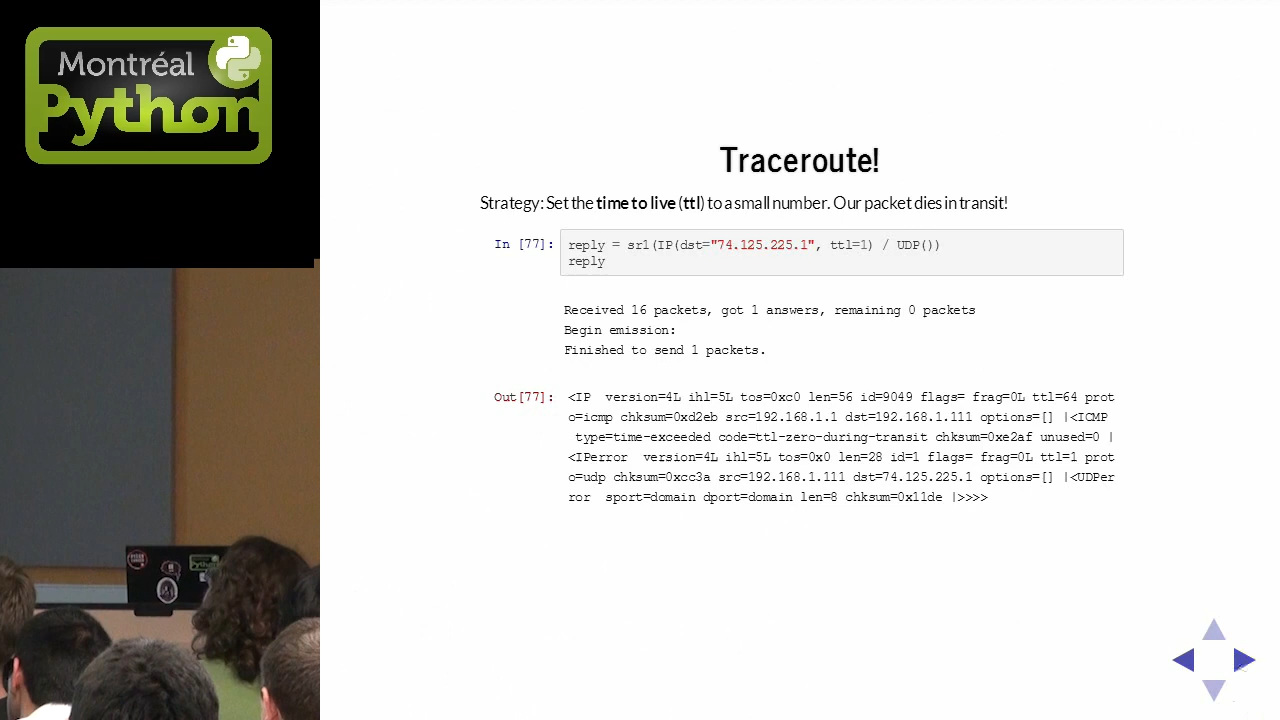 Montréal
Python
Traceroute!
Strategy: Set the time to live (ttl) to a small number. Our packet dies in transit!
In [77]: reply = sr1(IP(dst="74.125.225.1", ttl=1) / UDP())
reply
Received 16 packets, got 1 answers, remaining 0 packets
Begin emission:
Finished to send 1 packets.
Out[77]: <IP  version=4L ihl=5L tos=0xc0 len=56 id=9049 flags= frag=0L ttl=64 prot
o=icmp chksum=0xd2eb src=192.168.1.1 dst=192.168.1.111 options=[] |<ICMP
type=time-exceeded code=ttl-zero-during-transit chksum=0xe2af unused=0 |
<IPerror  version=4L ihl=5L tos=0x0 len=28 id=1 flags= frag=0L ttl=1 prot
o=udp chksum=0xcc3a src=192.168.1.111 dst=74.125.225.1 options=[] |<UDPer
ror  sport=domain dport=domain len=8 chksum=0x11de |>>>>